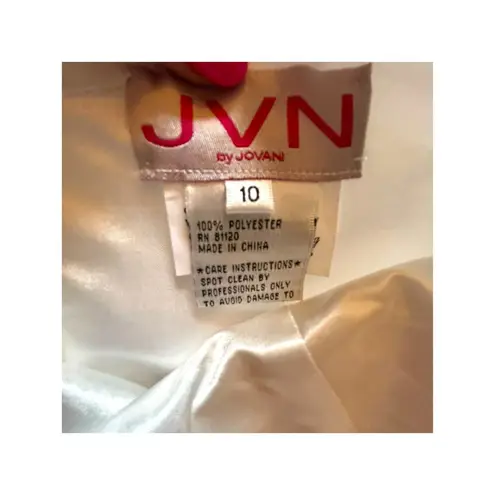 JVN
by JOVANI
10
100% POLYESTER
RN 81120
MADE IN CHINA
*CARE INSTRUCTIONS*
SPOT CLEAN BY
PROFESSIONALS ONLY
TO AVOID DAMAGE TO